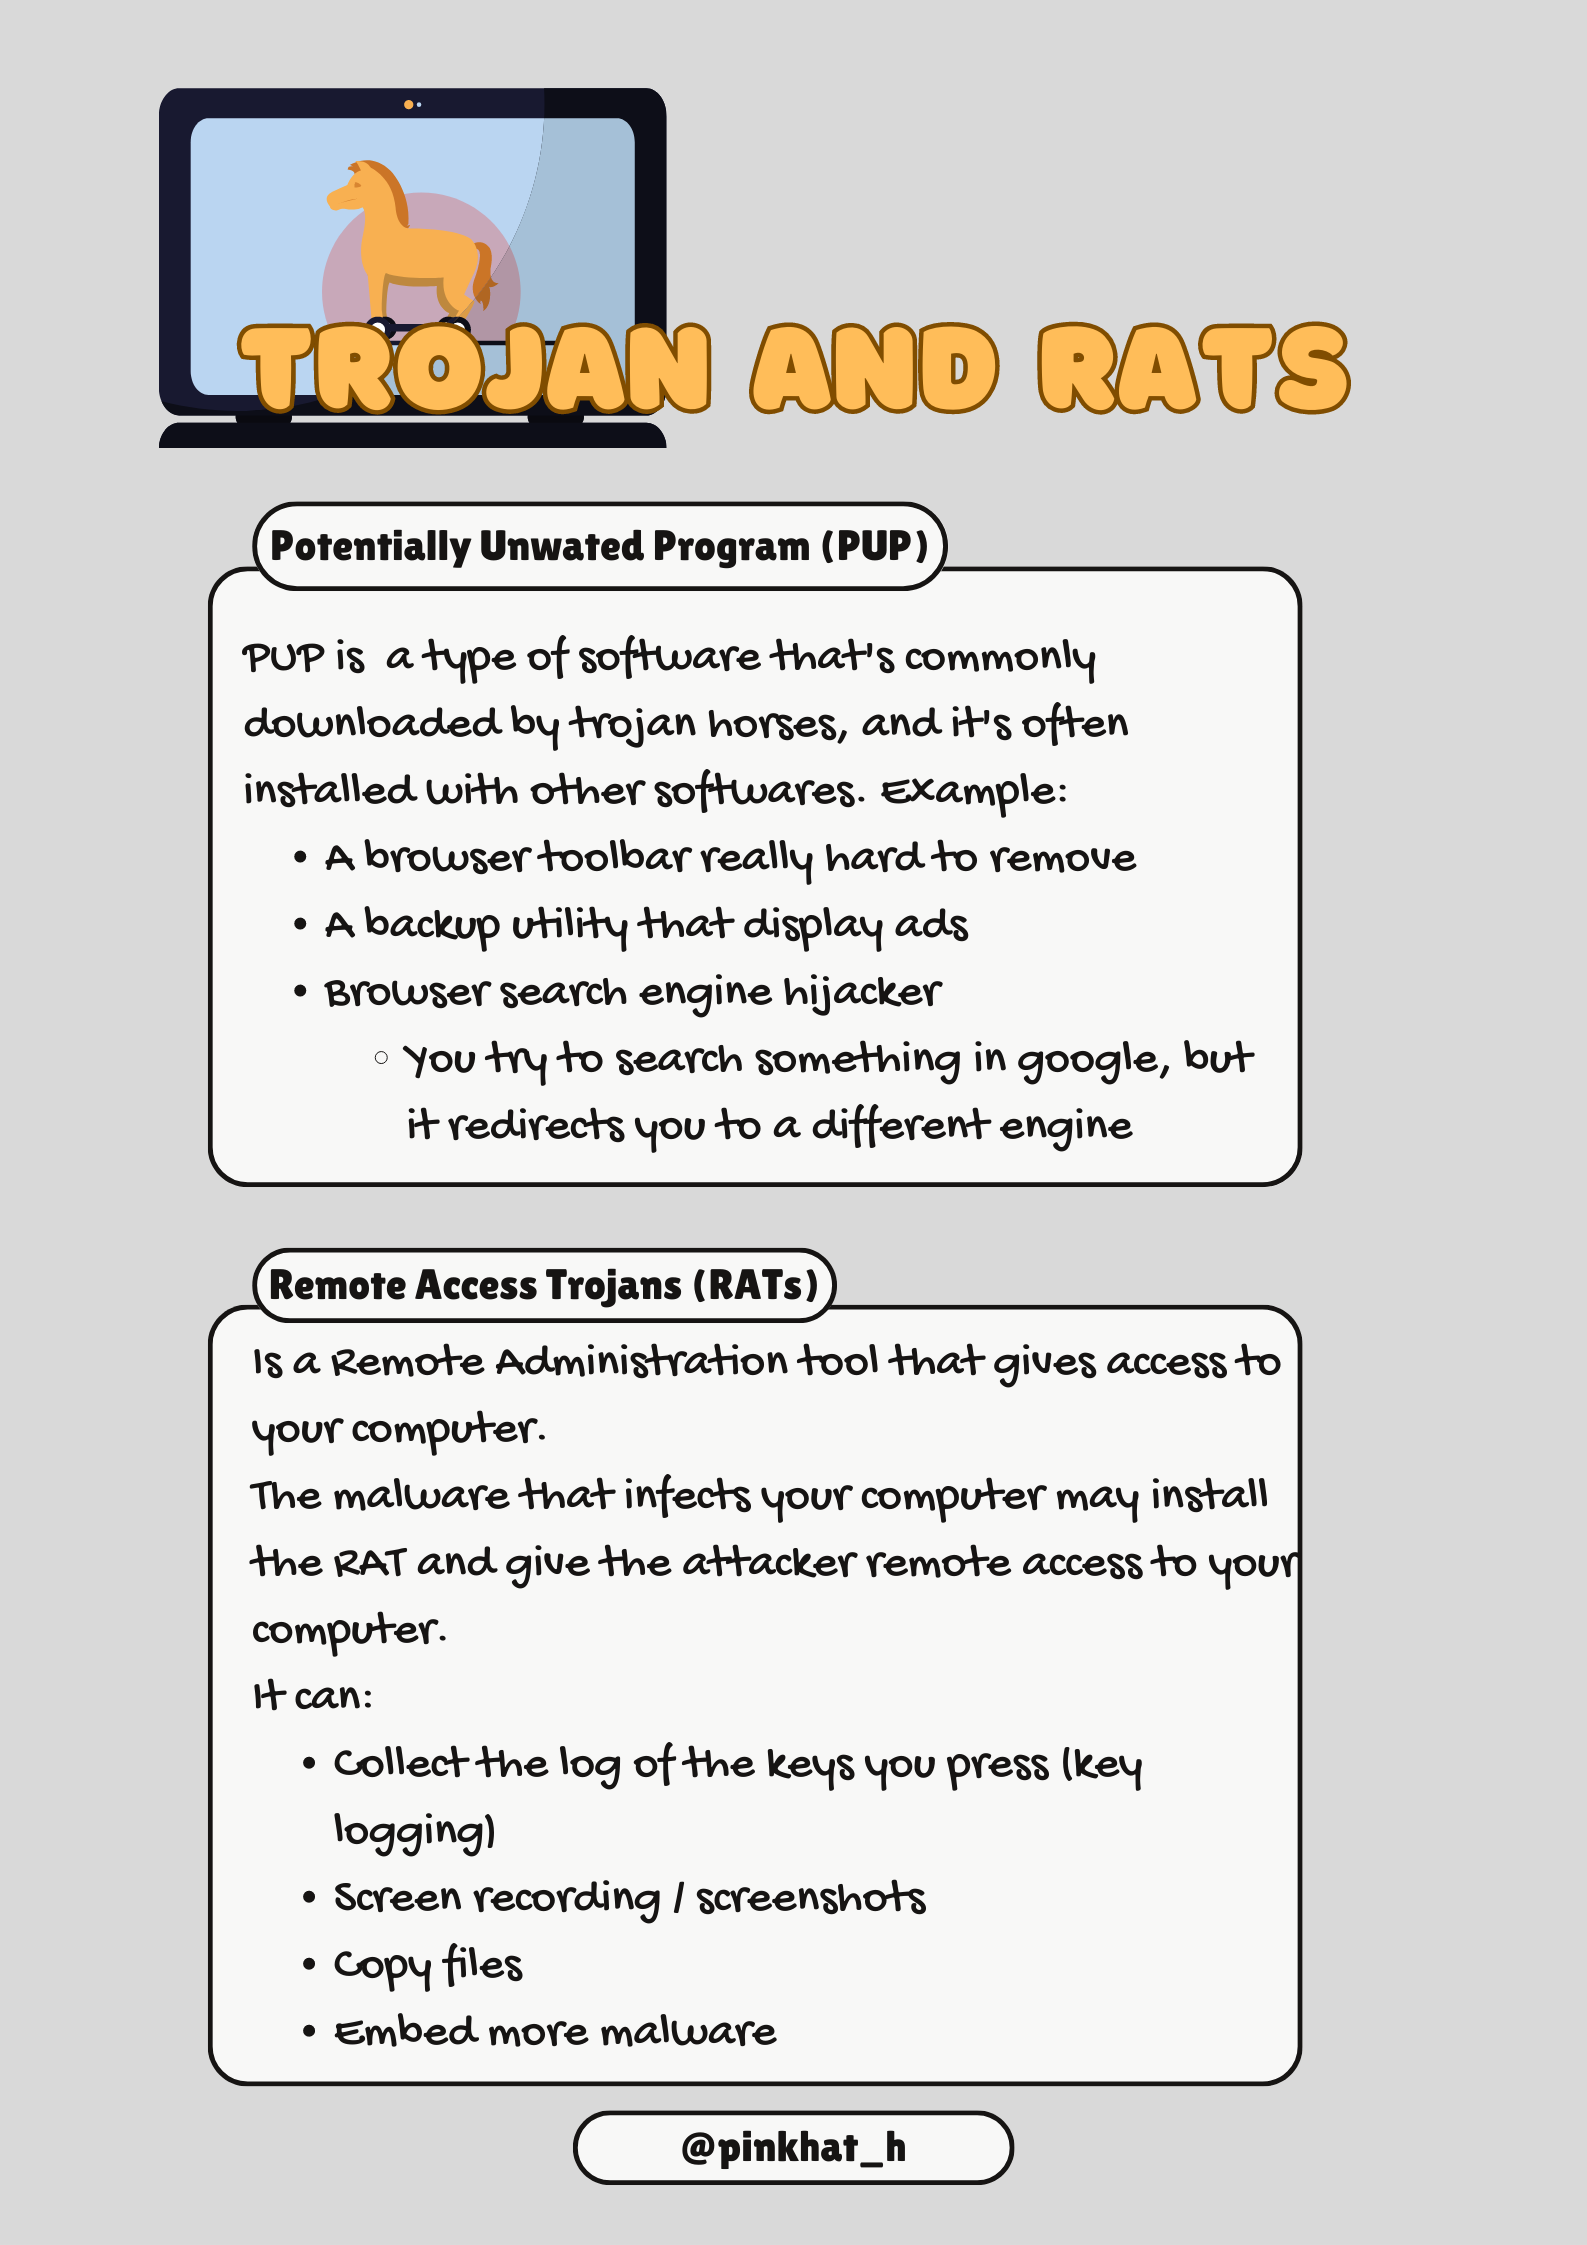 TROJAN AND RATS
Potentially Unwated Program (PUP)
PUP is a type of software that's commonly
downloaded by trojan horses, and it's often
installed with other softwares. Example:
• A browser toolbar really hard to remove
• A backup utility that display ads
• Browser search engine hijacker
○ You try to search something in google, but
it redirects you to a different engine
Remote Access Trojans (RATs)
Is a Remote Administration tool that gives access to
your computer.
The malware that infects your computer may install
the RAT and give the attacker remote access to your
computer.
It can:
• Collect the log of the keys you press (key
logging)
• Screen recording / screenshots
• Copy files
• Embed more malware
@pinkhat_h